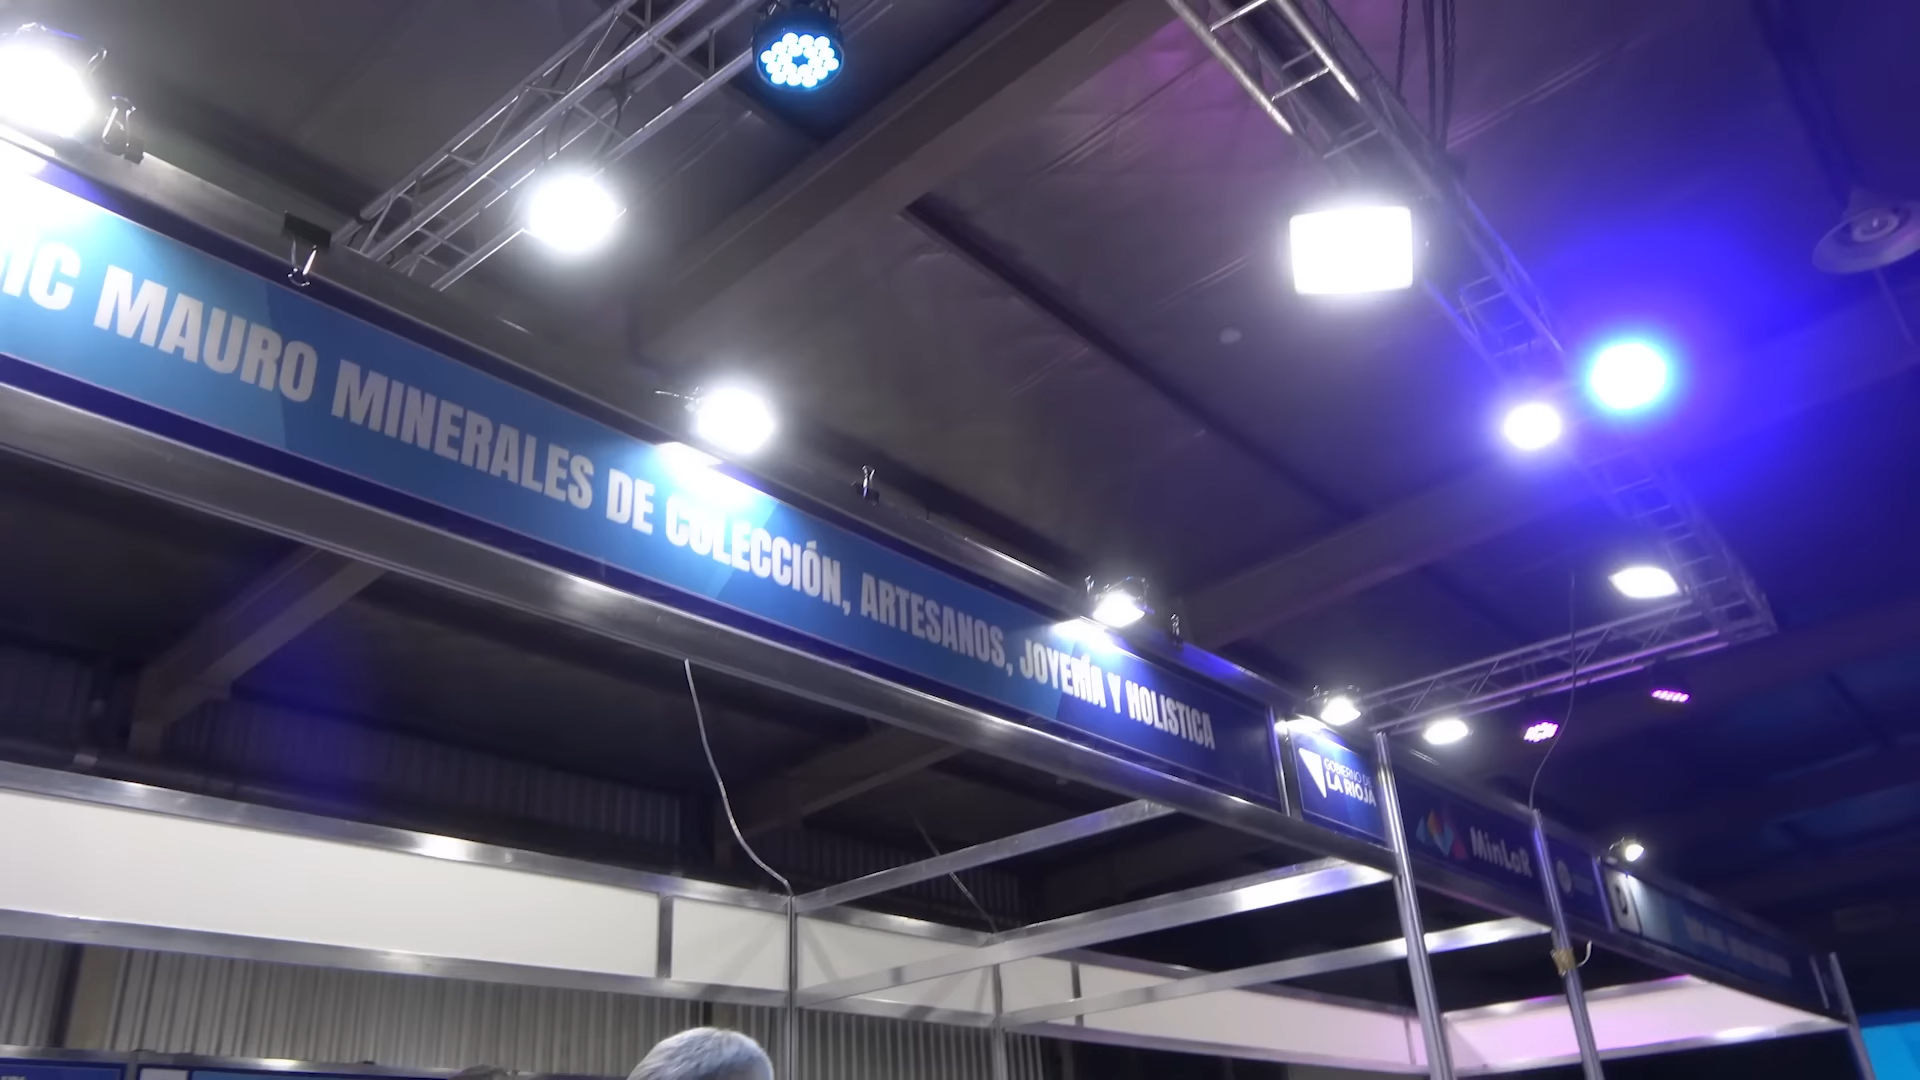 MAURO MINERALES DE COLECCIÓN, ARTESANOS, JOYERÍA Y HOLISTICA
GOBIERNO DE
LA RIOJA
MinLaR